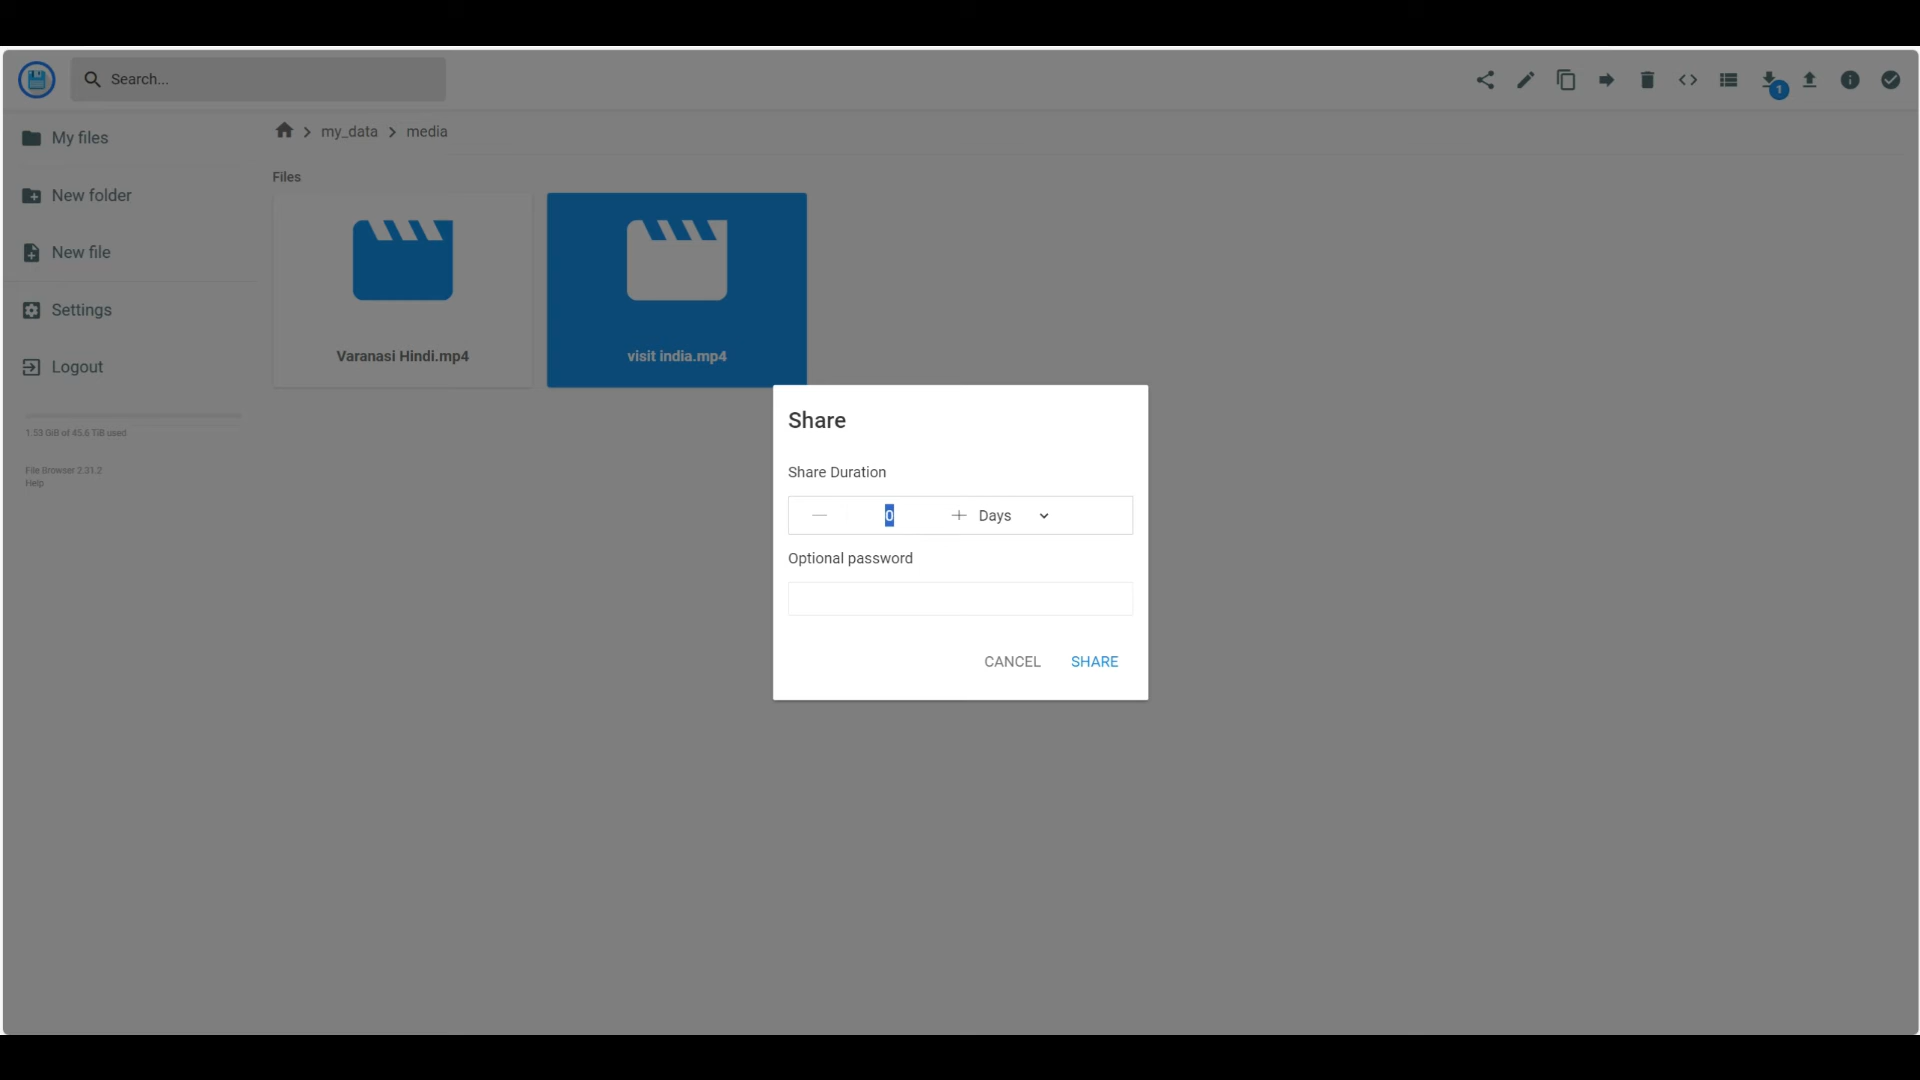 Search...
1
My files
New folder
New file
Settings
Logout
1.53 GiB of 45.6 TiB used
File Browser 2.31.2
Help
my_data
media
Files
Varanasi Hindi.mp4
visit india.mp4
Share
Share Duration
0
Days
Optional password
CANCEL
SHARE